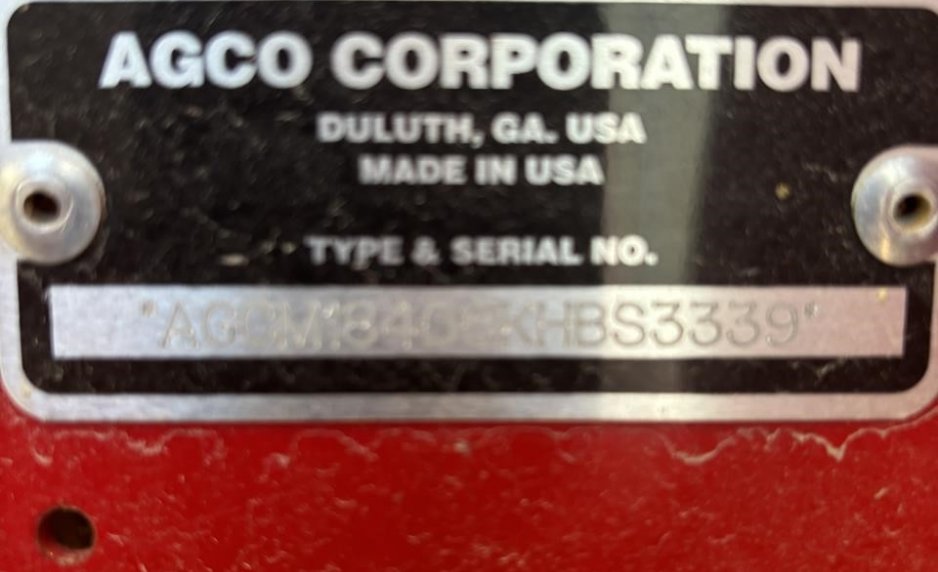 AGCO CORPORATION
DULUTH, GA. USA
MADE IN USA
TYPE & SERIAL NO.